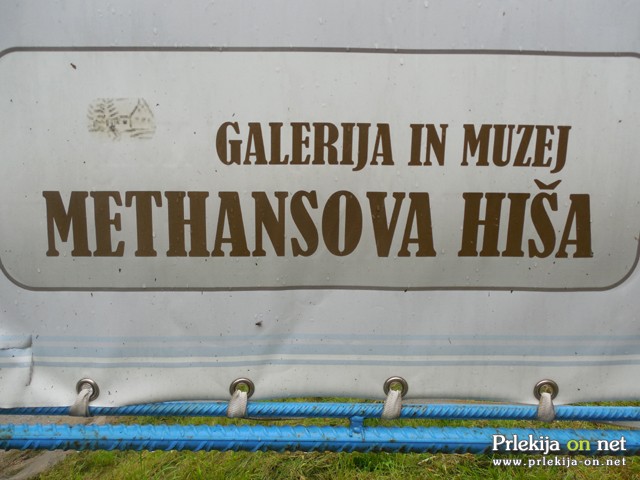 GALERIJA IN MUZEJ
METHANSOVA HIŠA
Prlekija on net
www.prlekija-on.net